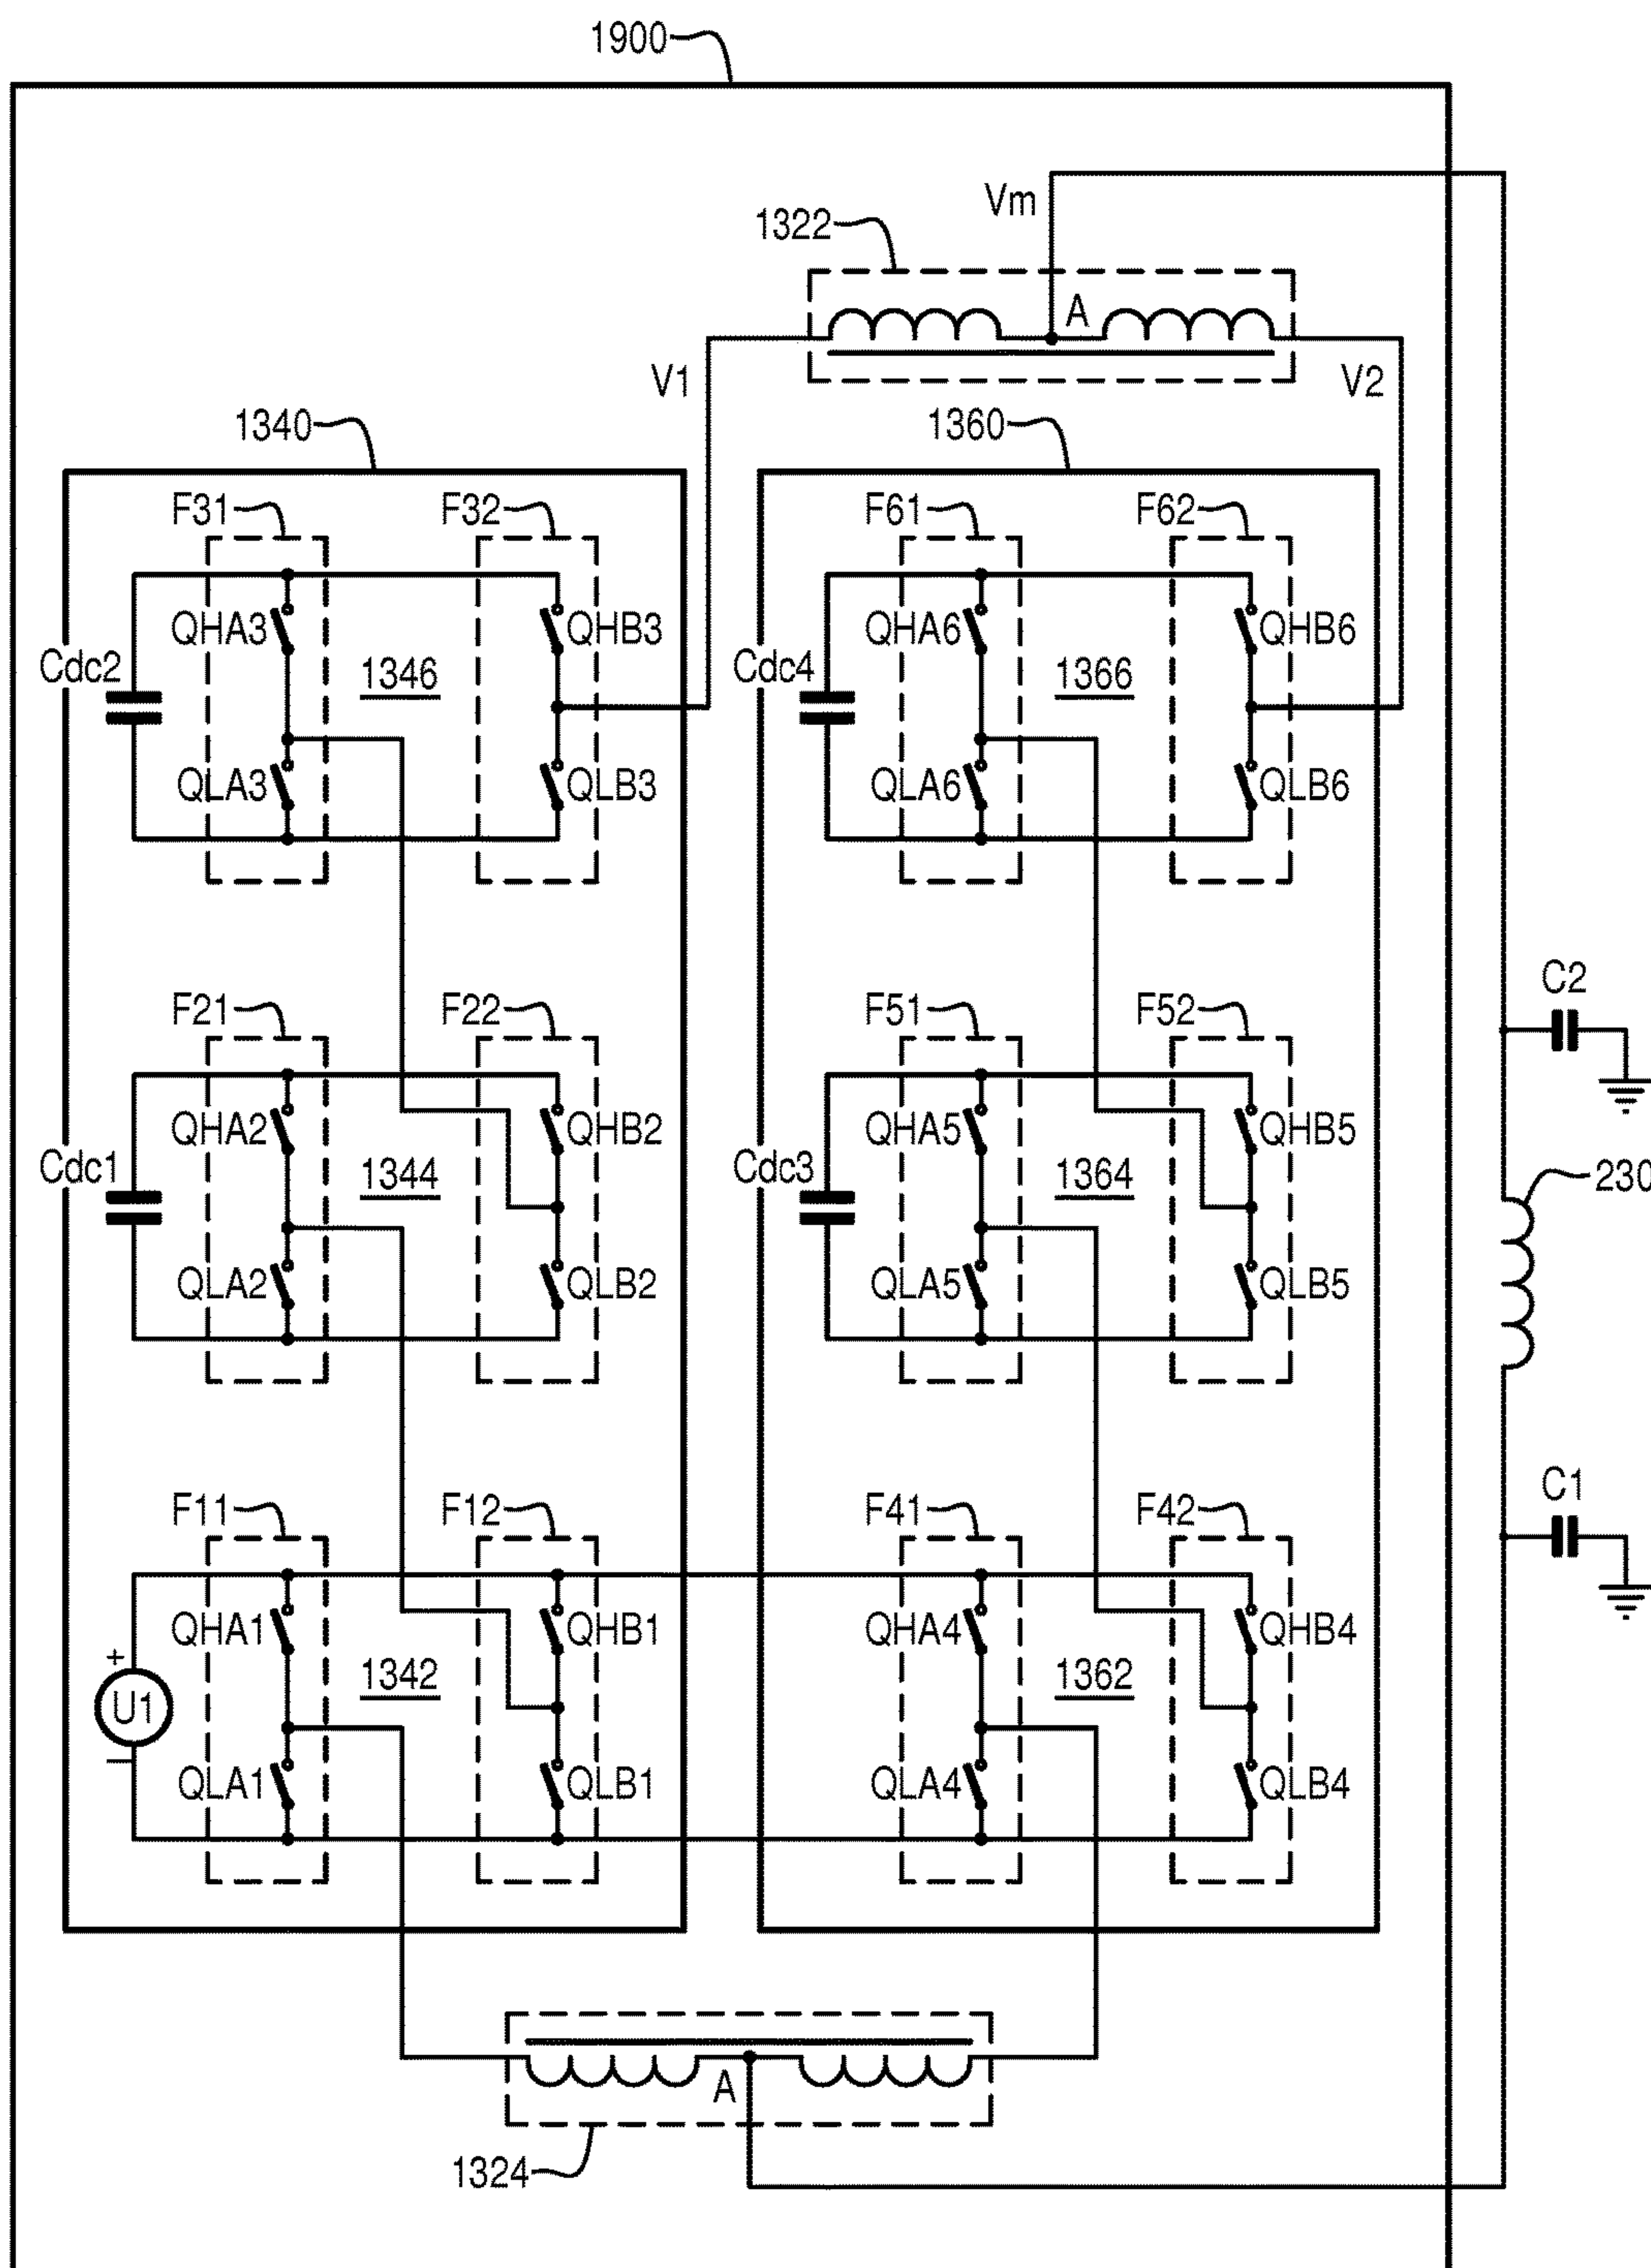 1900
Vm
1322
A
V1
V2
1340
1360
F31
F32
F61
F62
QHA3
QHB3
QHA6
QHB6
Cdc2
1346
Cdc4
1366
QLA3
QLB3
QLA6
QLB6
C2
F21
F22
F51
F52
QHA2
QHB2
QHA5
QHB5
Cdc1
1344
Cdc3
1364
230
QLA2
QLB2
QLA5
QLB5
C1
F11
F12
F41
F42
QHA1
QHB1
QHA4
QHB4
+
1342
1362
U1
−
QLA1
QLB1
QLA4
QLB4
A
1324